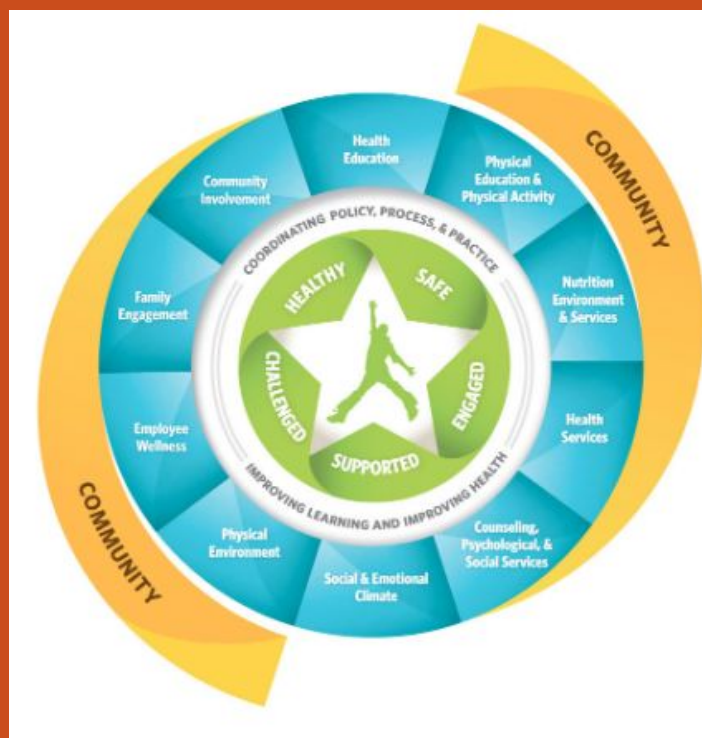 COMMUNITY
Health
Education
Physical
Education &
Physical Activity
Nutrition
Environment
& Services
Health
Services
Counseling,
Psychological, &
Social Services
Social & Emotional
Climate
Physical
Environment
Employee
Wellness
Family
Engagement
Community
Involvement
COORDINATING POLICY, PROCESS, & PRACTICE
IMPROVING LEARNING AND IMPROVING HEALTH
HEALTHY
SAFE
ENGAGED
SUPPORTED
CHALLENGED
COMMUNITY